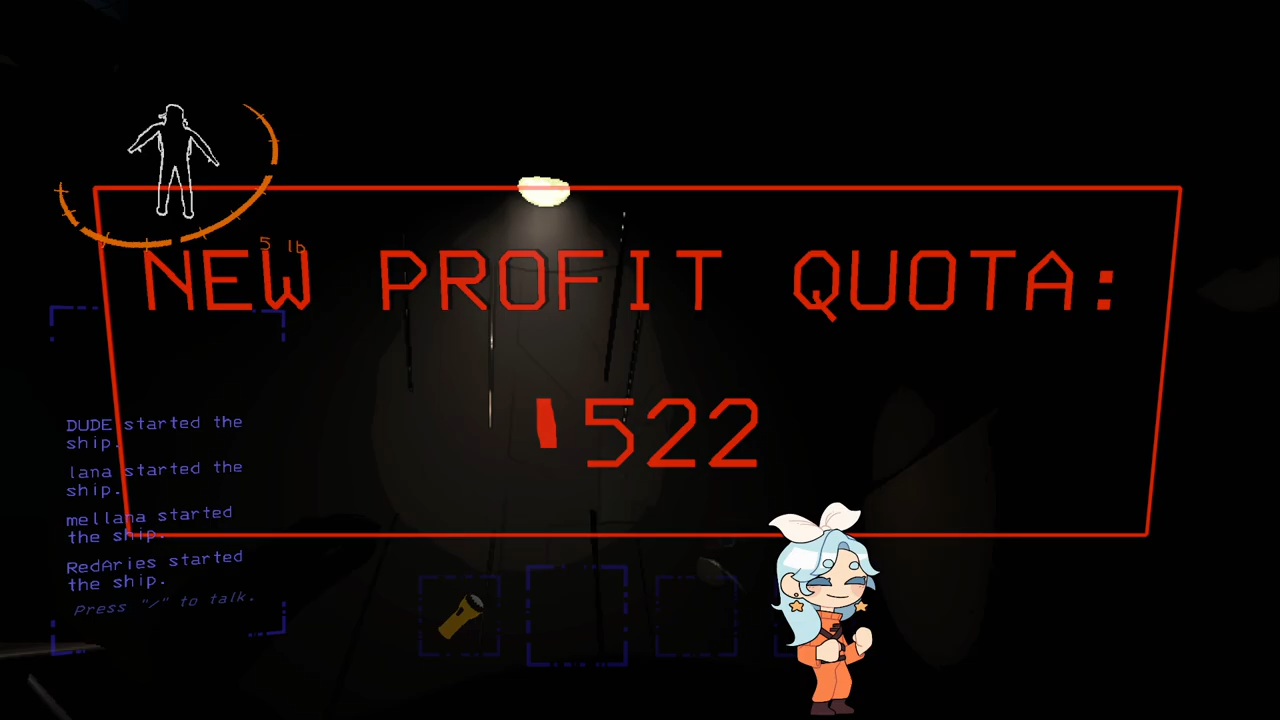 5 lb
NEW PROFIT QUOTA:
▮522
DUDE started the
ship.
lana started the
ship.
mellana started
the ship.
RedAries started
the ship.
Press "/" to talk.